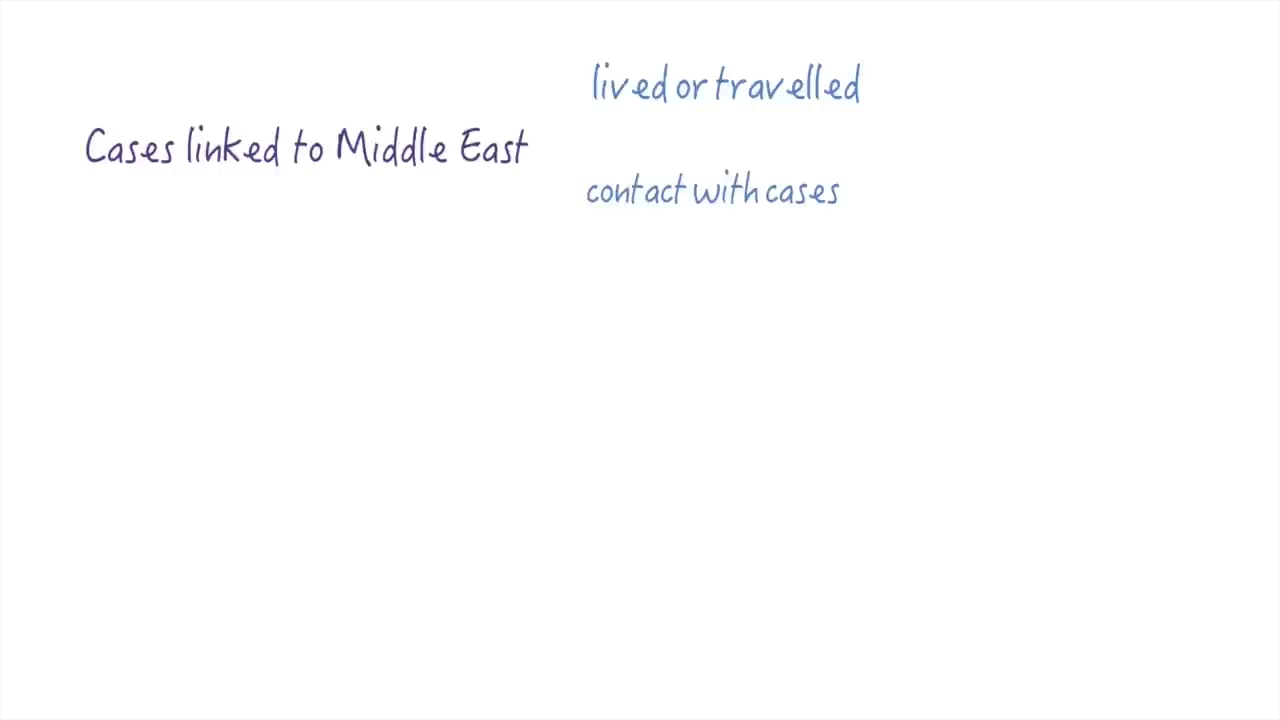 lived or travelled
Cases linked to Middle East
contact with cases